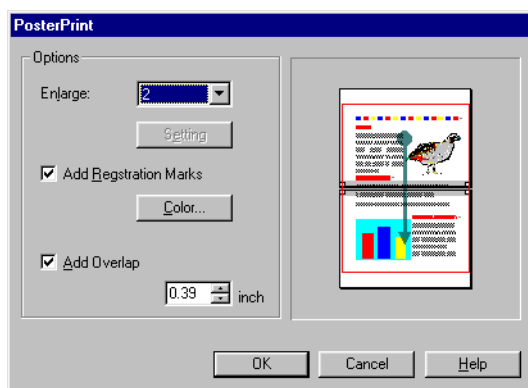 PosterPrint
Options
Enlarge: 2
Setting
Add Regstration Marks
Color...
Add Overlap
0.39 inch
OK Cancel Help